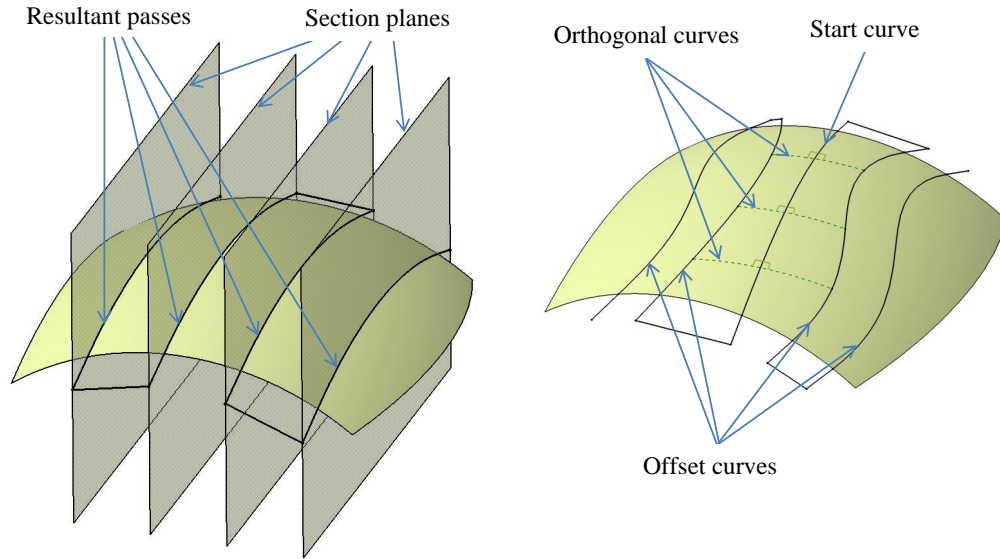 Resultant passes
Section planes
Orthogonal curves
Start curve
Offset curves